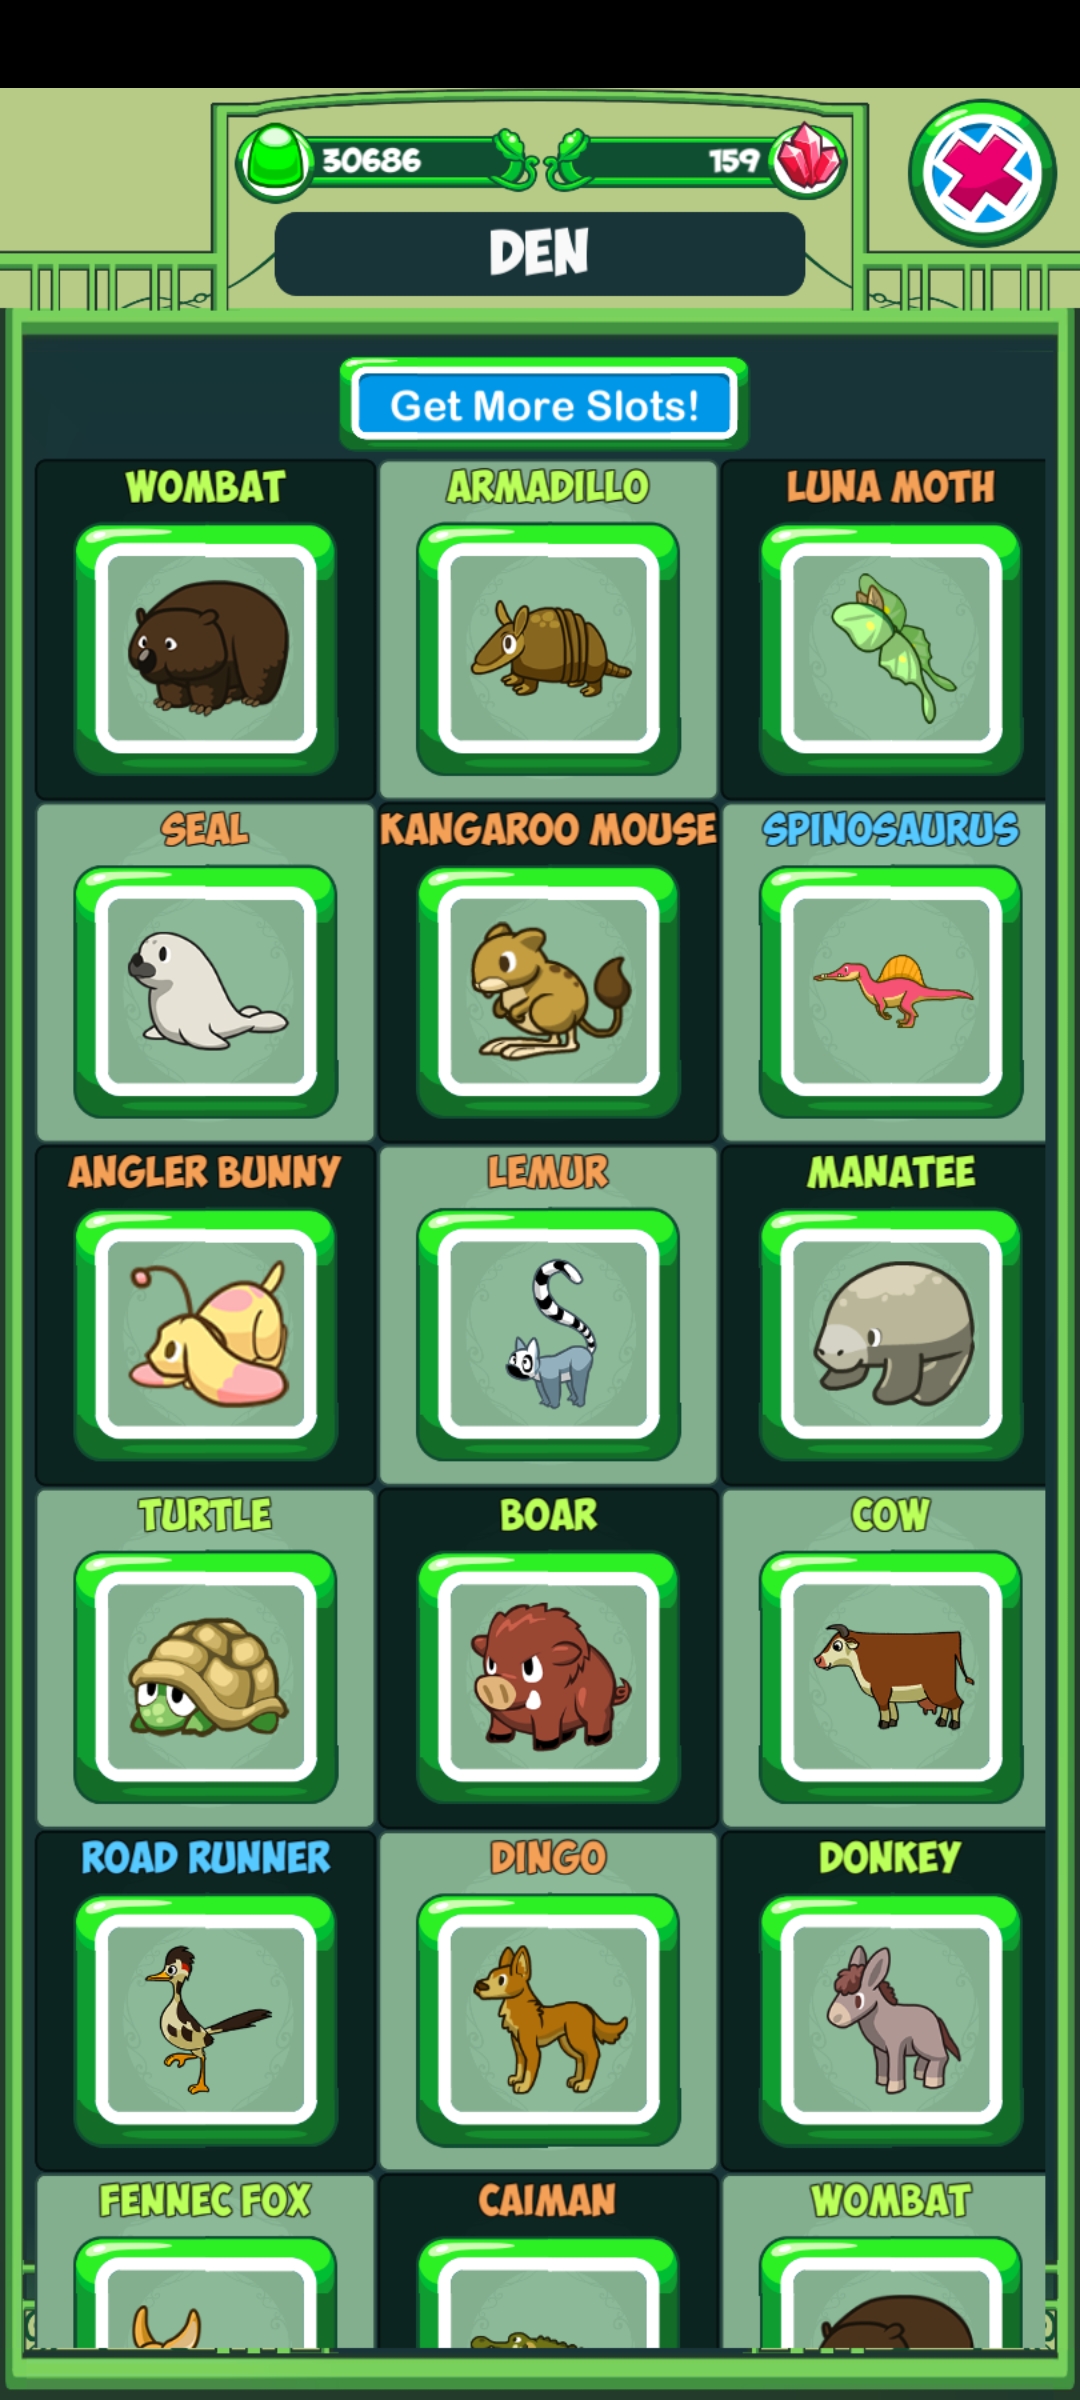 30686 159
DEN
Get More Slots!
WOMBAT ARMADILLO LUNA MOTH
SEAL KANGAROO MOUSE SPINOSAURUS
ANGLER BUNNY LEMUR MANATEE
TURTLE BOAR COW
ROAD RUNNER DINGO DONKEY
FENNEC FOX CAIMAN WOMBAT